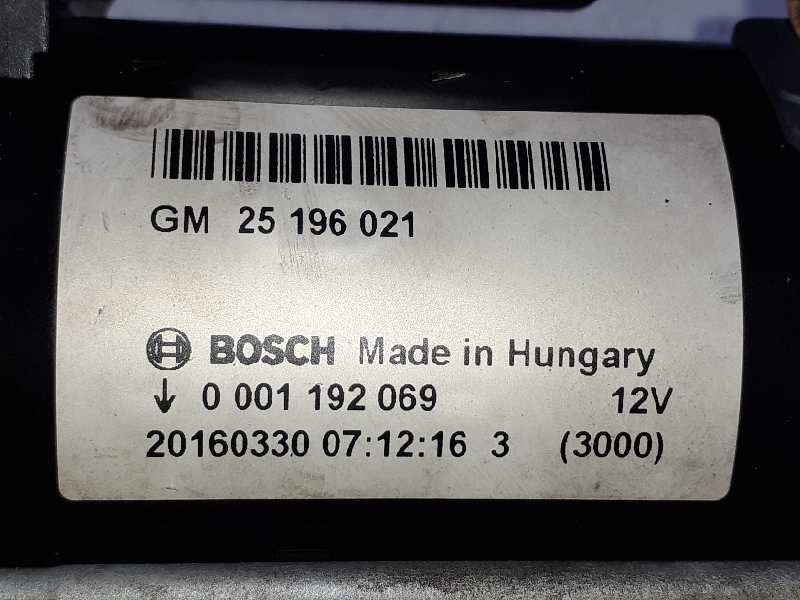 GM 25 196 021
BOSCH Made in Hungary
↓ 0 001 192 069 12V
20160330 07:12:16 3 (3000)